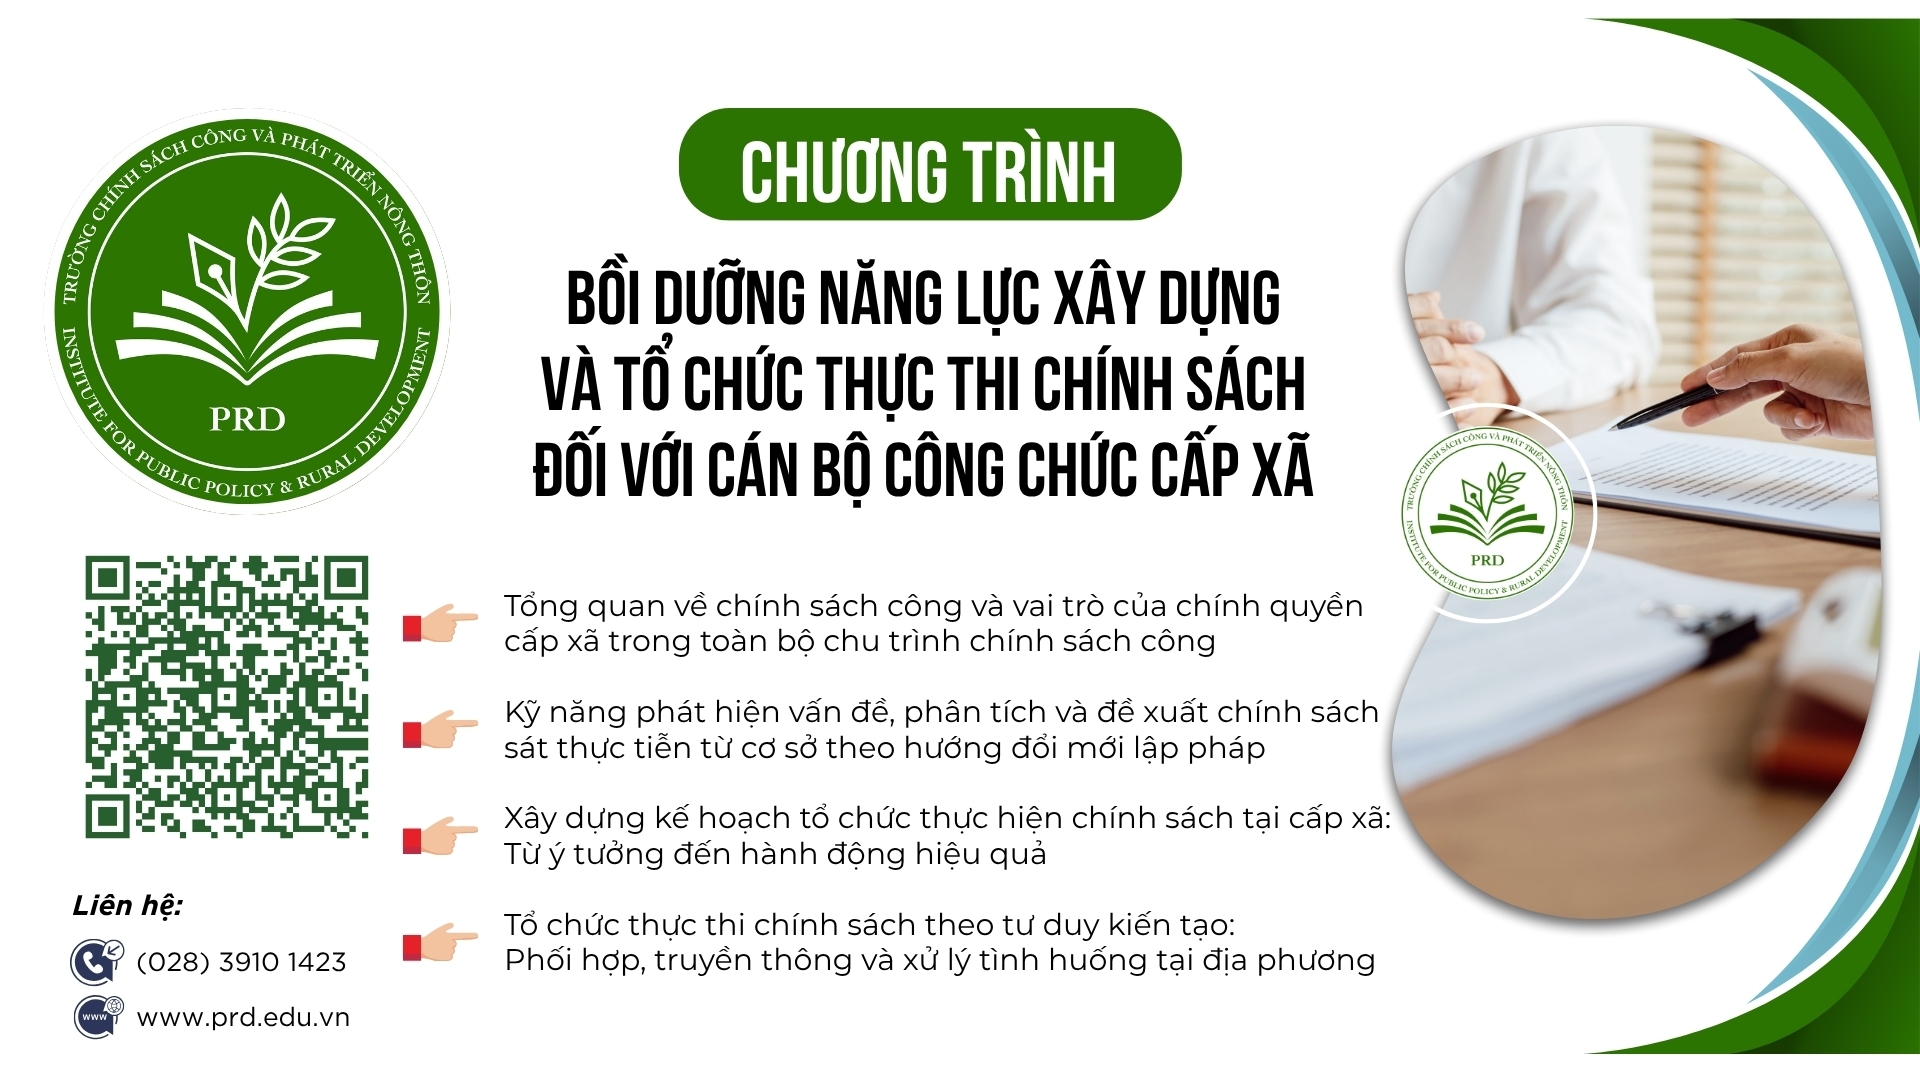 TRƯỜNG CHÍNH SÁCH CÔNG VÀ PHÁT TRIỂN NÔNG THÔN
PRD
INSTITUTE FOR PUBLIC POLICY & RURAL DEVELOPMENT
CHƯƠNG TRÌNH
BỒI DƯỠNG NĂNG LỰC XÂY DỰNG
VÀ TỔ CHỨC THỰC THI CHÍNH SÁCH
ĐỐI VỚI CÁN BỘ CÔNG CHỨC CẤP XÃ
Tổng quan về chính sách công và vai trò của chính quyền
cấp xã trong toàn bộ chu trình chính sách công
Kỹ năng phát hiện vấn đề, phân tích và đề xuất chính sách
sát thực tiễn từ cơ sở theo hướng đổi mới lập pháp
Xây dựng kế hoạch tổ chức thực hiện chính sách tại cấp xã:
Từ ý tưởng đến hành động hiệu quả
Tổ chức thực thi chính sách theo tư duy kiến tạo:
Phối hợp, truyền thông và xử lý tình huống tại địa phương
Liên hệ:
(028) 3910 1423
www
www.prd.edu.vn
TRƯỜNG CHÍNH SÁCH CÔNG VÀ PHÁT TRIỂN NÔNG THÔN
PRD
INSTITUTE FOR PUBLIC POLICY & RURAL DEVELOPMENT